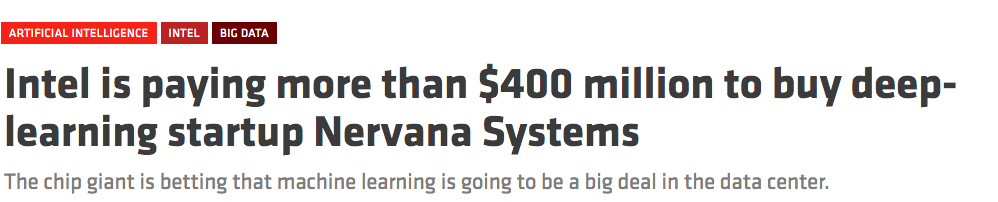 ARTIFICIAL INTELLIGENCE INTEL BIG DATA
Intel is paying more than $400 million to buy deep-
learning startup Nervana Systems
The chip giant is betting that machine learning is going to be a big deal in the data center.